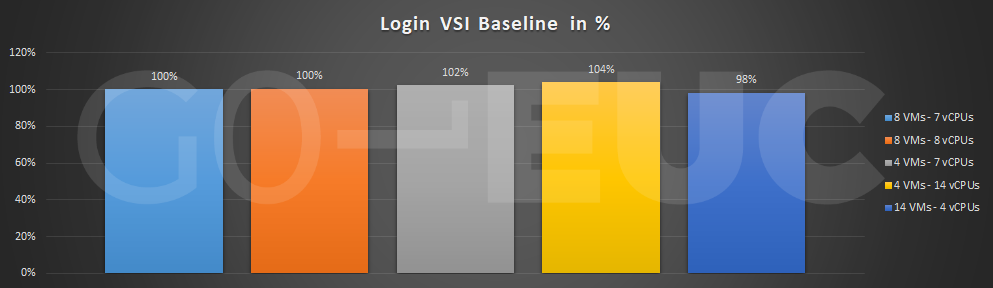 Login VSI Baseline in %
120%
100%
80%
60%
40%
20%
0%
100%
100%
102%
104%
98%
8 VMs - 7 vCPUs
8 VMs - 8 vCPUs
4 VMs - 7 vCPUs
4 VMs - 14 vCPUs
14 VMs - 4 vCPUs
GO-EUC